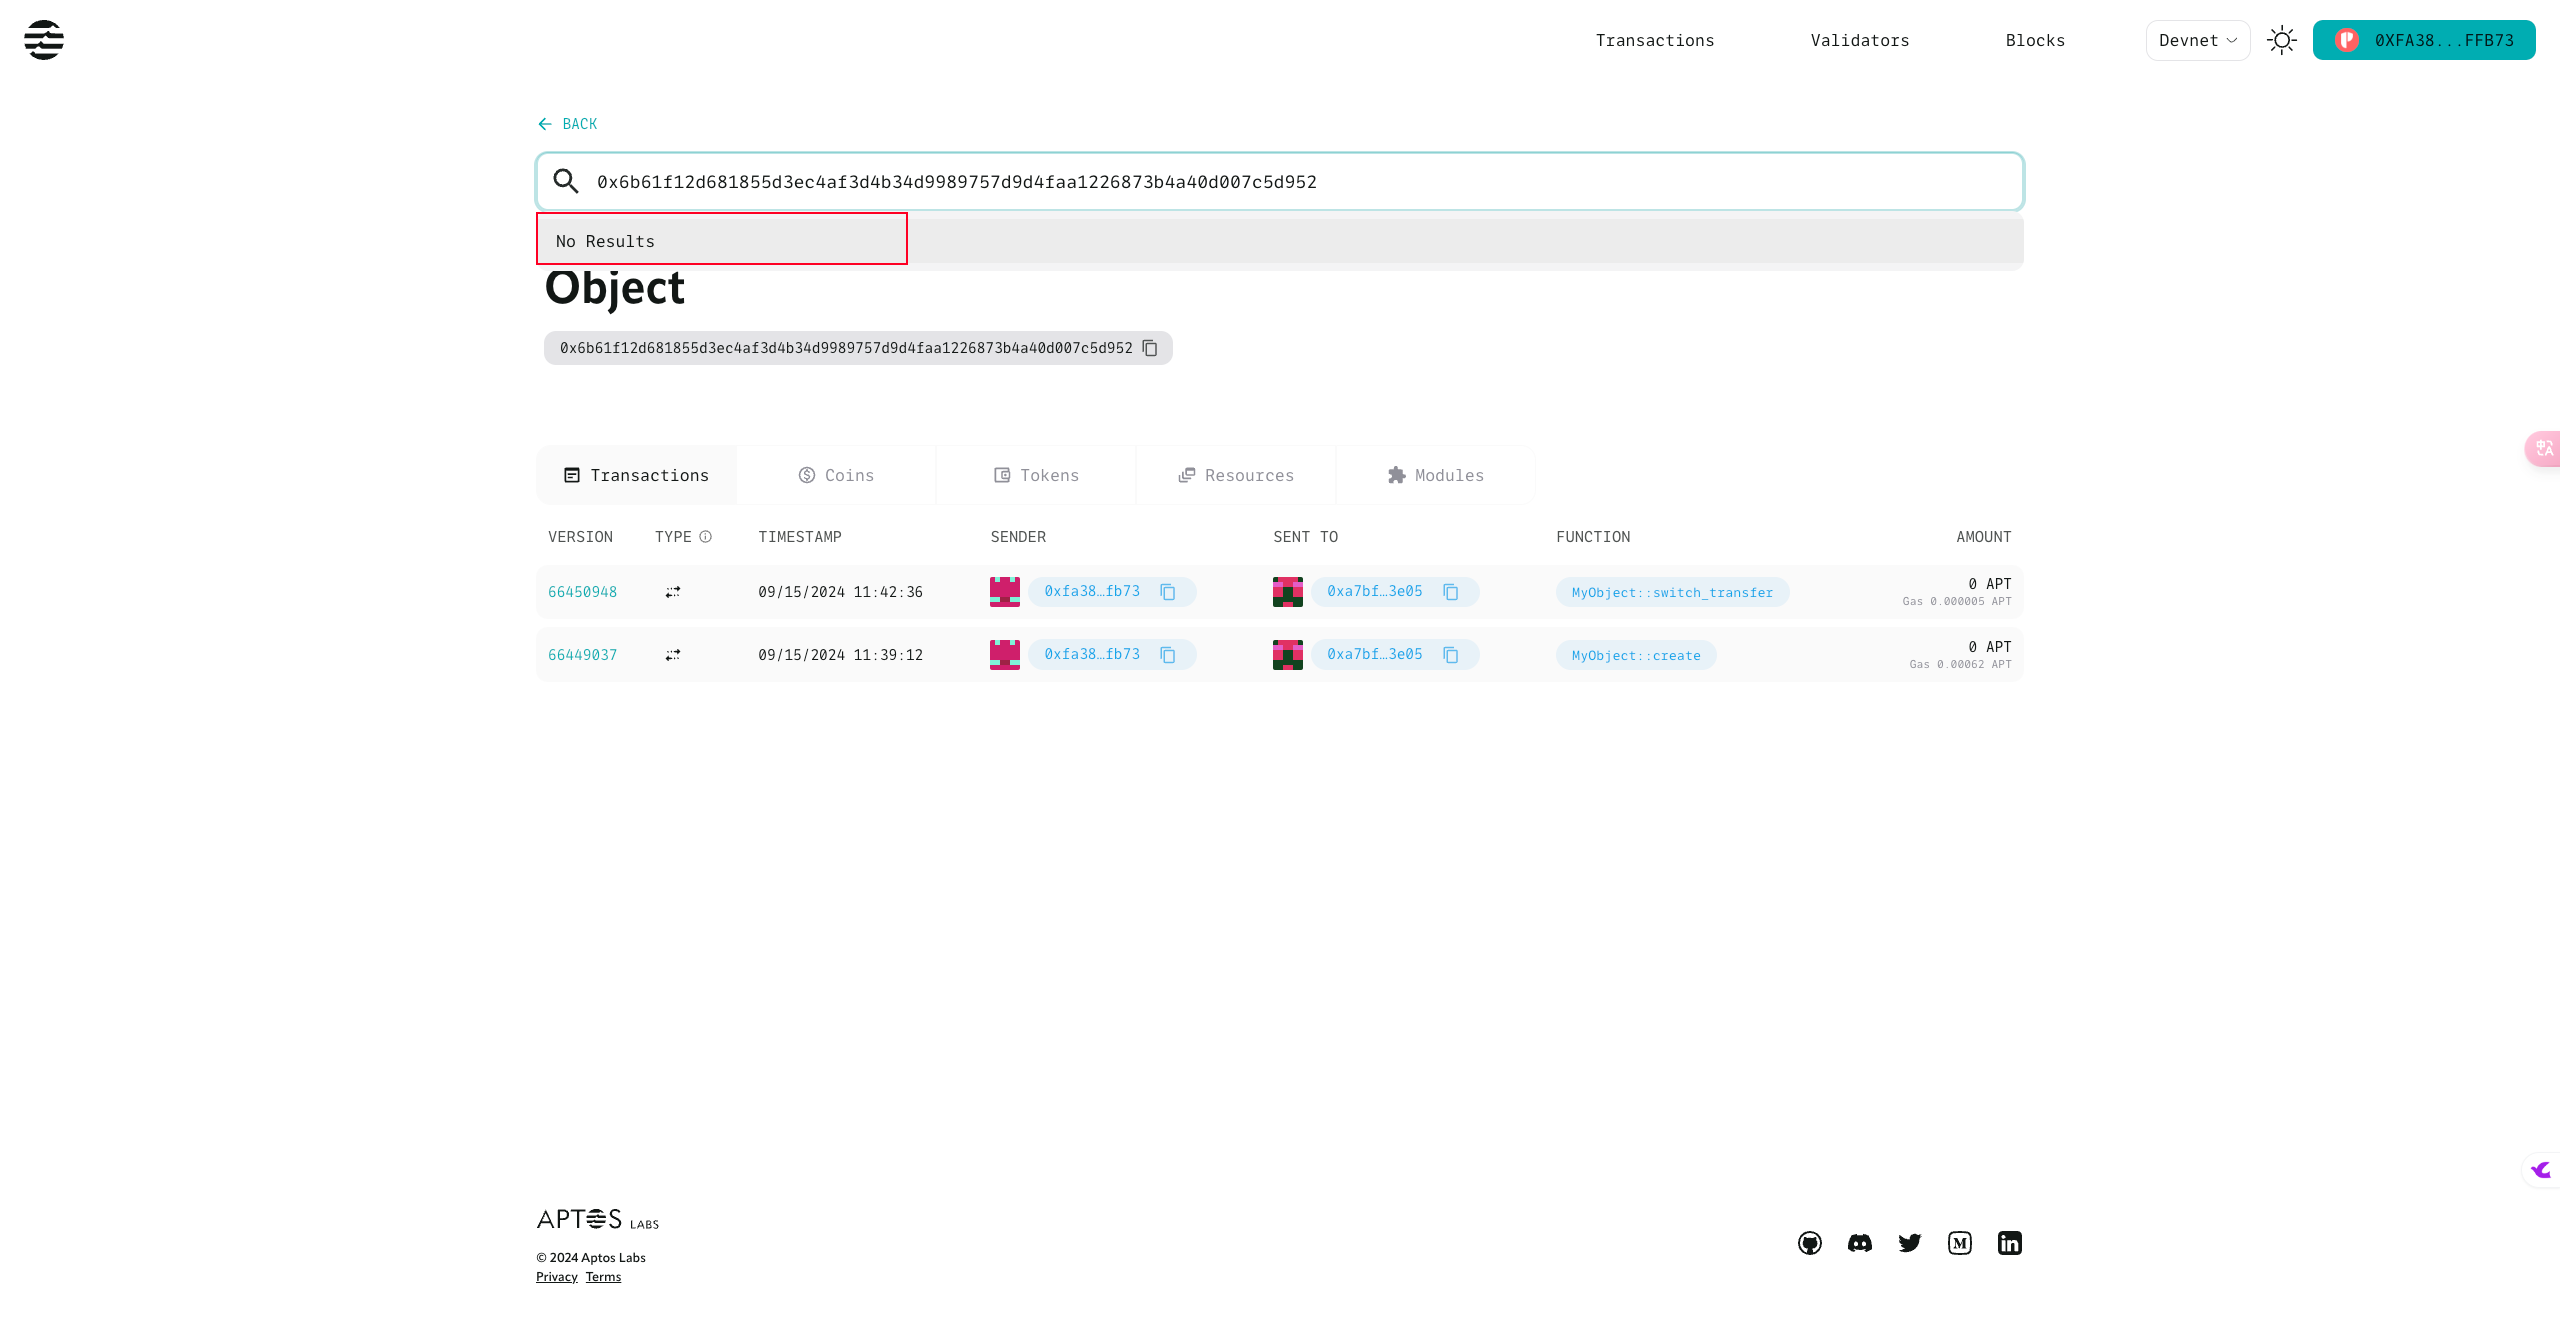 Transactions Validators Blocks Devnet 0XFA38...FFB73
BACK
0x6b61f12d681855d3ec4af3d4b34d9989757d9d4faa1226873b4a40d007c5d952
No Results
Object
0x6b61f12d681855d3ec4af3d4b34d9989757d9d4faa1226873b4a40d007c5d952
Transactions Coins Tokens Resources Modules
VERSION TYPE TIMESTAMP SENDER SENT TO FUNCTION AMOUNT
66450948 09/15/2024 11:42:36 0xfa38…fb73 0xa7bf…3e05 MyObject::switch_transfer 0 APT
Gas 0.000005 APT
66449037 09/15/2024 11:39:12 0xfa38…fb73 0xa7bf…3e05 MyObject::create 0 APT
Gas 0.00062 APT
APTOS LABS
© 2024 Aptos Labs
Privacy Terms